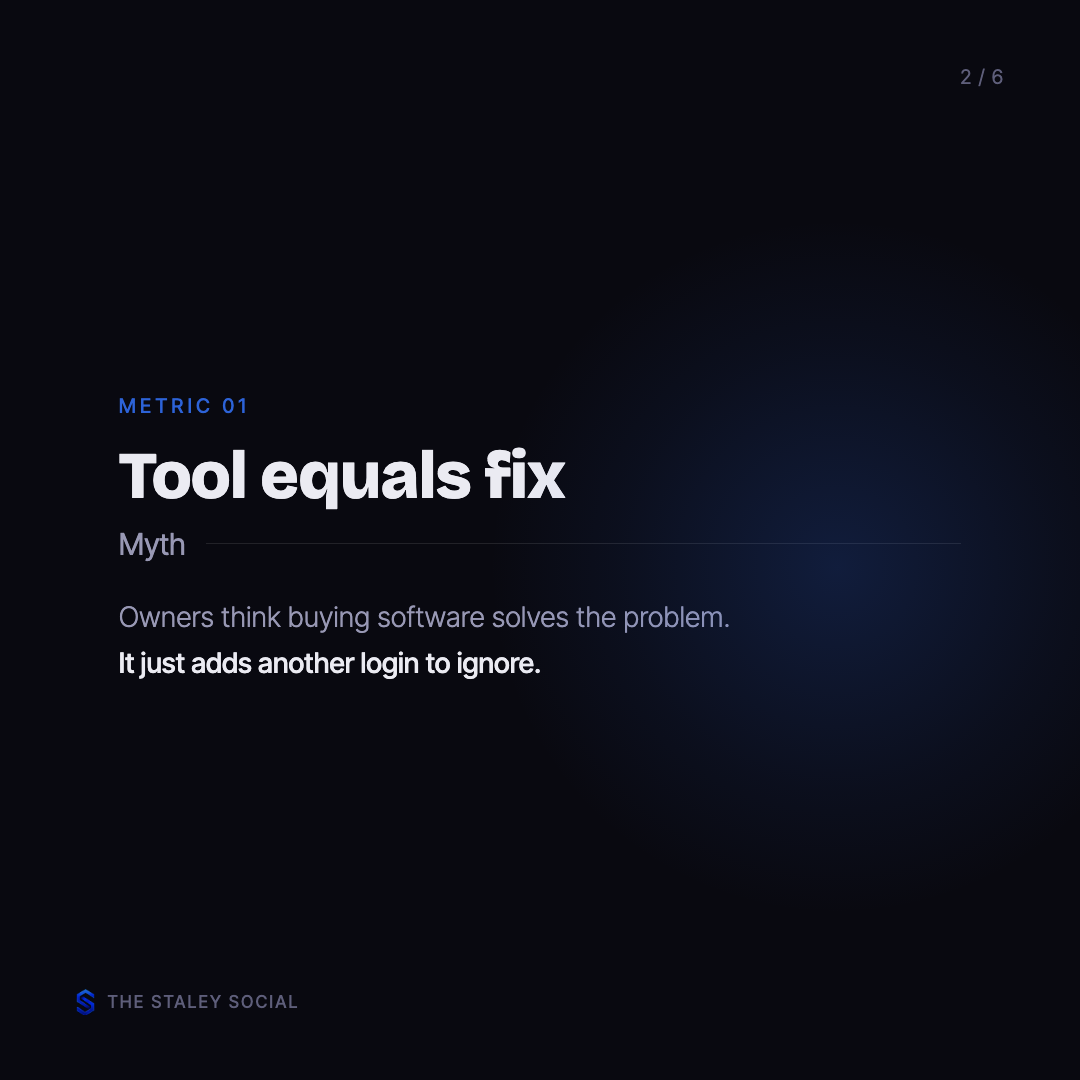 2 / 6
METRIC 01
Tool equals fix
Myth
Owners think buying software solves the problem.
It just adds another login to ignore.
THE STALEY SOCIAL